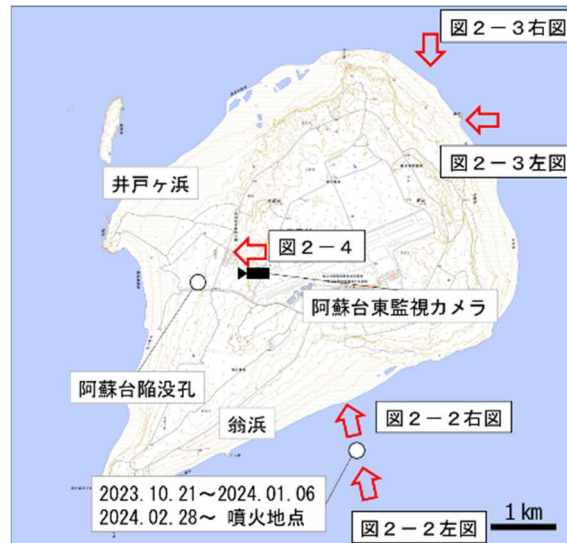 図2-3右図
図2-3左図
井戸ヶ浜
図2-4
阿蘇台東監視カメラ
阿蘇台陥没孔
翁浜
図2-2右図
2023.10.21~2024.01.06
2024.02.28~ 噴火地点
図2-2左図
1km